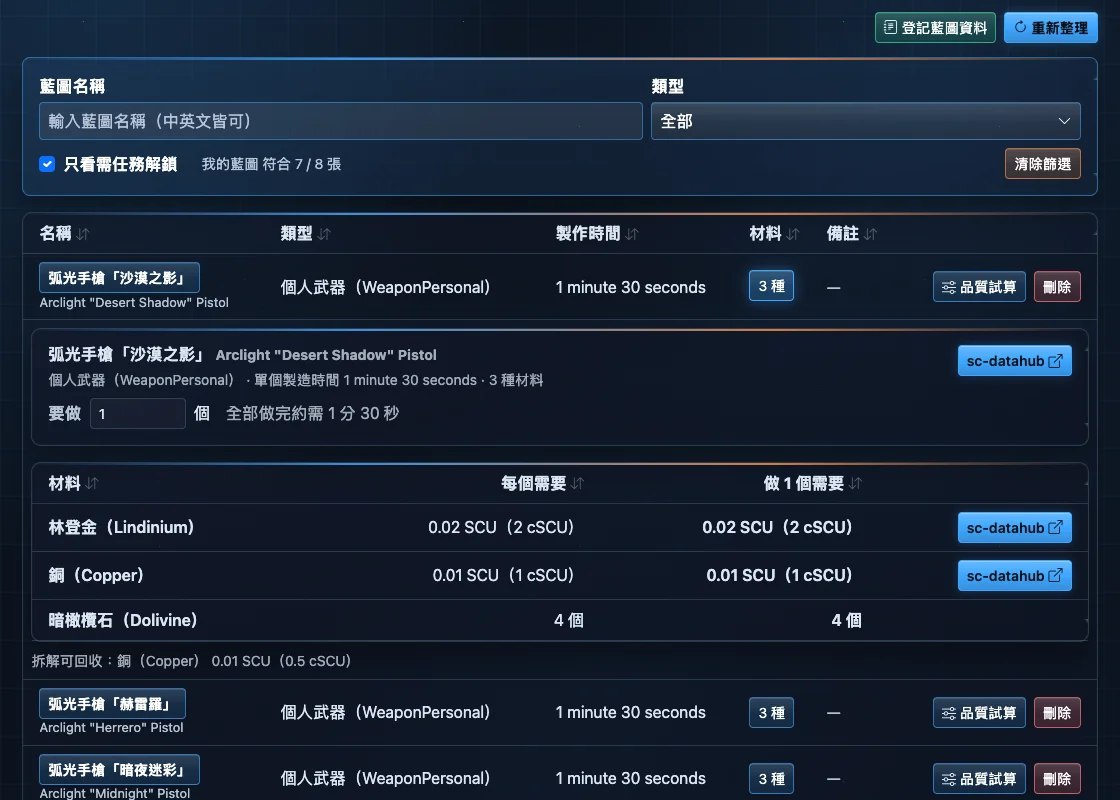 登記藍圖資料 重新整理
藍圖名稱 類型
輸入藍圖名稱（中英文皆可） 全部
只看需任務解鎖 我的藍圖 符合 7 / 8 張 清除篩選
名稱 類型 製作時間 材料 備註
弧光手槍「沙漠之影」 個人武器（WeaponPersonal） 1 minute 30 seconds 3 種 — 品質試算 刪除
Arclight "Desert Shadow" Pistol
弧光手槍「沙漠之影」 Arclight "Desert Shadow" Pistol sc-datahub
個人武器（WeaponPersonal） · 單個製造時間 1 minute 30 seconds · 3 種材料
要做 1 個 全部做完約需 1 分 30 秒
材料 每個需要 做 1 個需要
林登金（Lindinium） 0.02 SCU（2 cSCU） 0.02 SCU（2 cSCU） sc-datahub
銅（Copper） 0.01 SCU（1 cSCU） 0.01 SCU（1 cSCU） sc-datahub
暗橄欖石（Dolivine） 4 個 4 個
拆解可回收：銅（Copper） 0.01 SCU（0.5 cSCU）
弧光手槍「赫雷羅」 個人武器（WeaponPersonal） 1 minute 30 seconds 3 種 — 品質試算 刪除
Arclight "Herrero" Pistol
弧光手槍「暗夜迷彩」 個人武器（WeaponPersonal） 1 minute 30 seconds 3 種 — 品質試算 刪除
Arclight "Midnight" Pistol